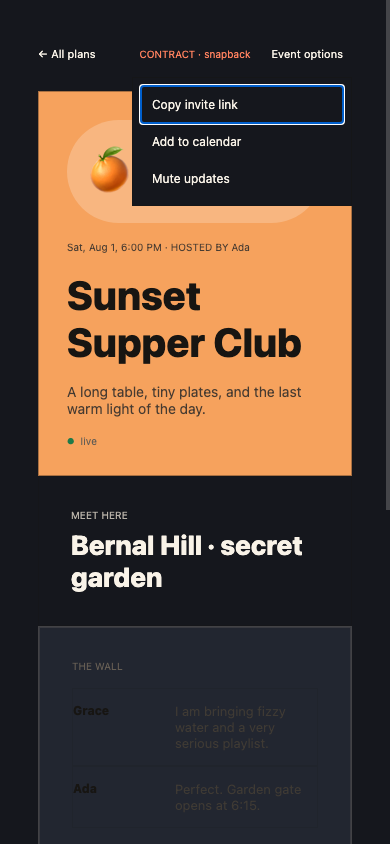 ← All plans
CONTRACT · snapback
Event options
Copy invite link
Add to calendar
Mute updates
Sat, Aug 1, 6:00 PM · HOSTED BY Ada
Sunset
Supper Club
A long table, tiny plates, and the last
warm light of the day.
live
MEET HERE
Bernal Hill · secret
garden
THE WALL
Grace
I am bringing fizzy
water and a very
serious playlist.
Ada
Perfect. Garden gate
opens at 6:15.